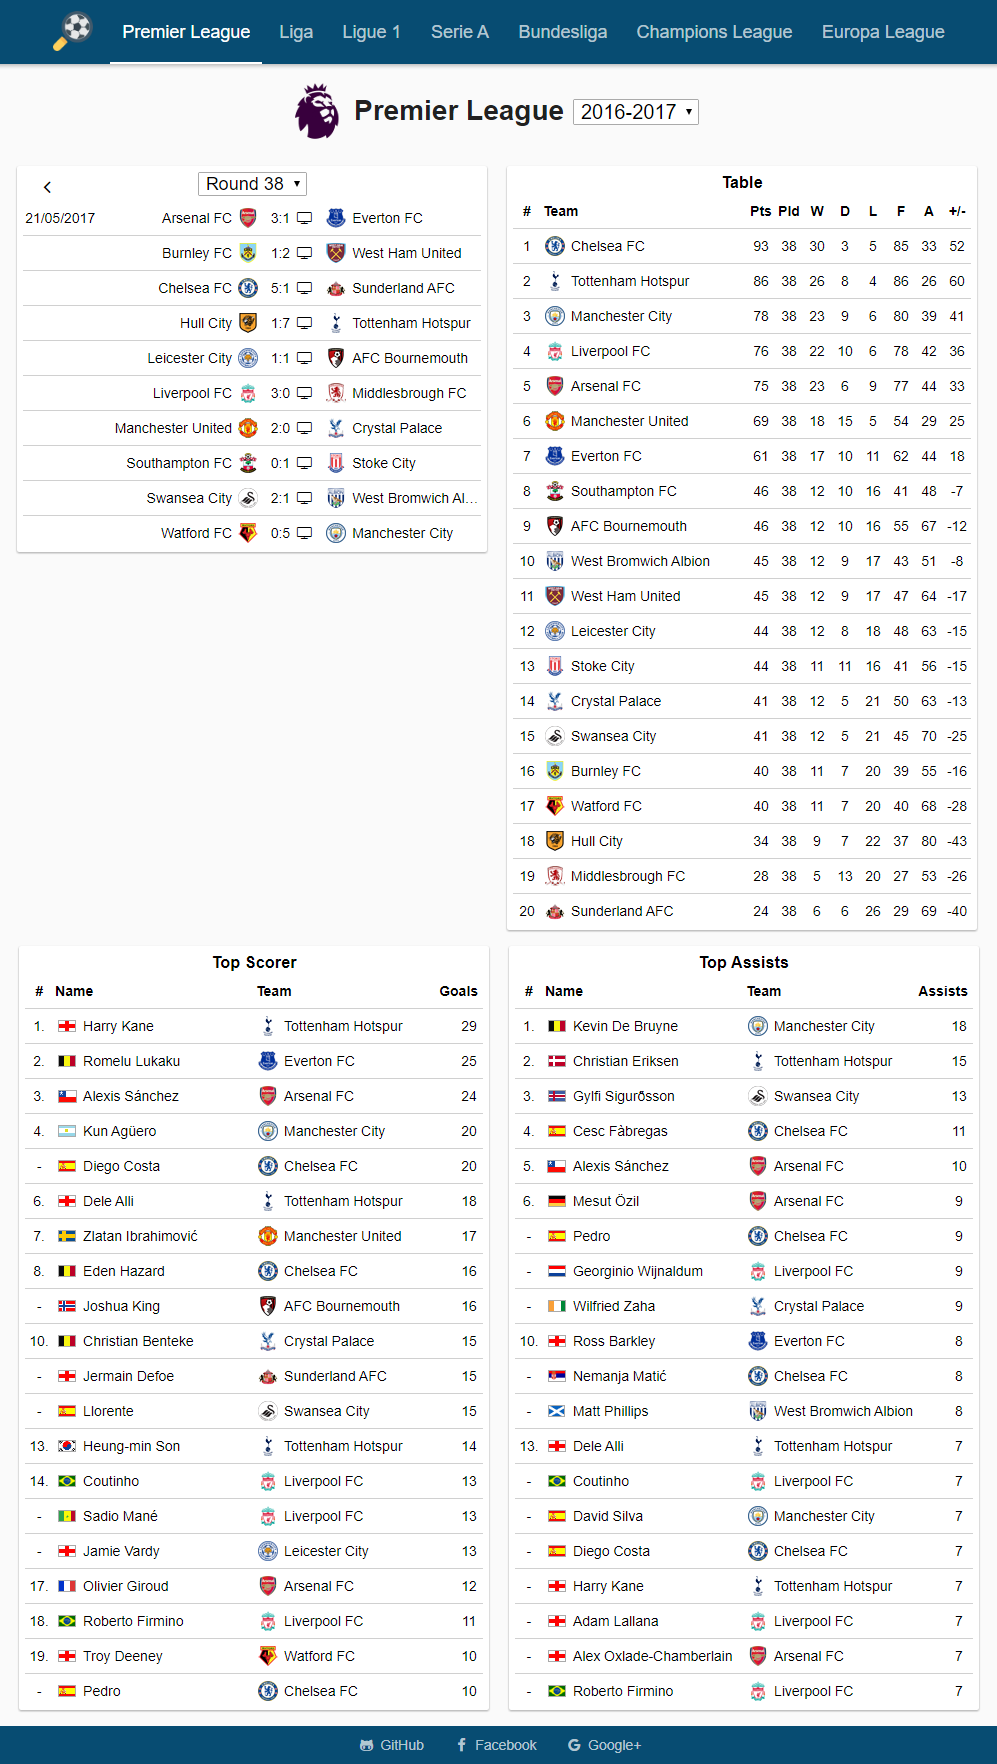 Premier League Liga Ligue 1 Serie A Bundesliga Champions League Europa League
Premier League 2016-2017
Round 38
21/05/2017 Arsenal FC 3:1 Everton FC
Burnley FC 1:2 West Ham United
Chelsea FC 5:1 Sunderland AFC
Hull City 1:7 Tottenham Hotspur
Leicester City 1:1 AFC Bournemouth
Liverpool FC 3:0 Middlesbrough FC
Manchester United 2:0 Crystal Palace
Southampton FC 0:1 Stoke City
Swansea City 2:1 West Bromwich Al...
Watford FC 0:5 Manchester City
Table
# Team Pts Pld W D L F A +/-
1 Chelsea FC 93 38 30 3 5 85 33 52
2 Tottenham Hotspur 86 38 26 8 4 86 26 60
3 Manchester City 78 38 23 9 6 80 39 41
4 Liverpool FC 76 38 22 10 6 78 42 36
5 Arsenal FC 75 38 23 6 9 77 44 33
6 Manchester United 69 38 18 15 5 54 29 25
7 Everton FC 61 38 17 10 11 62 44 18
8 Southampton FC 46 38 12 10 16 41 48 -7
9 AFC Bournemouth 46 38 12 10 16 55 67 -12
10 West Bromwich Albion 45 38 12 9 17 43 51 -8
11 West Ham United 45 38 12 9 17 47 64 -17
12 Leicester City 44 38 12 8 18 48 63 -15
13 Stoke City 44 38 11 11 16 41 56 -15
14 Crystal Palace 41 38 12 5 21 50 63 -13
15 Swansea City 41 38 12 5 21 45 70 -25
16 Burnley FC 40 38 11 7 20 39 55 -16
17 Watford FC 40 38 11 7 20 40 68 -28
18 Hull City 34 38 9 7 22 37 80 -43
19 Middlesbrough FC 28 38 5 13 20 27 53 -26
20 Sunderland AFC 24 38 6 6 26 29 69 -40
Top Scorer
# Name Team Goals
1. Harry Kane Tottenham Hotspur 29
2. Romelu Lukaku Everton FC 25
3. Alexis Sánchez Arsenal FC 24
4. Kun Agüero Manchester City 20
- Diego Costa Chelsea FC 20
6. Dele Alli Tottenham Hotspur 18
7. Zlatan Ibrahimović Manchester United 17
8. Eden Hazard Chelsea FC 16
- Joshua King AFC Bournemouth 16
10. Christian Benteke Crystal Palace 15
- Jermain Defoe Sunderland AFC 15
- Llorente Swansea City 15
13. Heung-min Son Tottenham Hotspur 14
14. Coutinho Liverpool FC 13
- Sadio Mané Liverpool FC 13
- Jamie Vardy Leicester City 13
17. Olivier Giroud Arsenal FC 12
18. Roberto Firmino Liverpool FC 11
19. Troy Deeney Watford FC 10
- Pedro Chelsea FC 10
Top Assists
# Name Team Assists
1. Kevin De Bruyne Manchester City 18
2. Christian Eriksen Tottenham Hotspur 15
3. Gylfi Sigurðsson Swansea City 13
4. Cesc Fàbregas Chelsea FC 11
5. Alexis Sánchez Arsenal FC 10
6. Mesut Özil Arsenal FC 9
- Pedro Chelsea FC 9
- Georginio Wijnaldum Liverpool FC 9
- Wilfried Zaha Crystal Palace 9
10. Ross Barkley Everton FC 8
- Nemanja Matić Chelsea FC 8
- Matt Phillips West Bromwich Albion 8
13. Dele Alli Tottenham Hotspur 7
- Coutinho Liverpool FC 7
- David Silva Manchester City 7
- Diego Costa Chelsea FC 7
- Harry Kane Tottenham Hotspur 7
- Adam Lallana Liverpool FC 7
- Alex Oxlade-Chamberlain Arsenal FC 7
- Roberto Firmino Liverpool FC 7
GitHub Facebook Google+